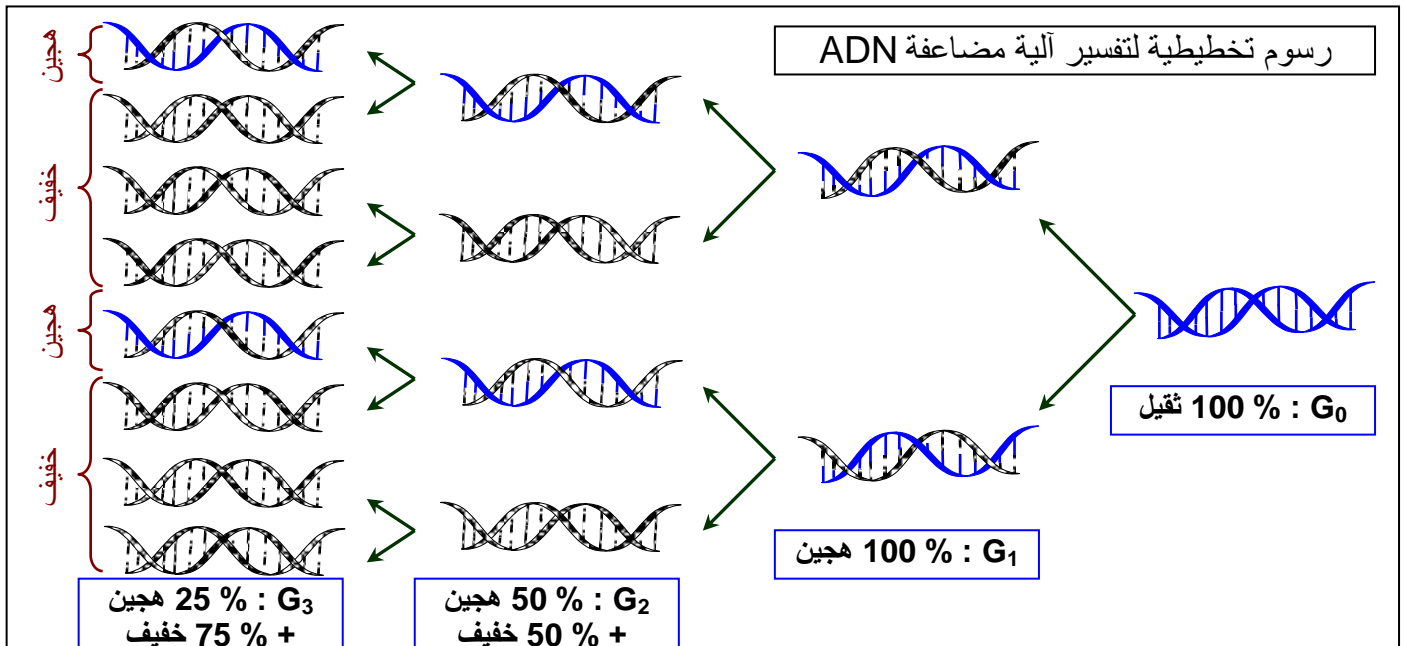 رسوم تخطيطية لتفسير آلية مضاعفة ADN
G0 : % 100 ثقيل
G1 : % 100 هجين
G2 : % 50 هجين
+ % 50 خفيف
G3 : % 25 هجين
+ % 75 خفيف
هجين
خفيف
هجين
خفيف